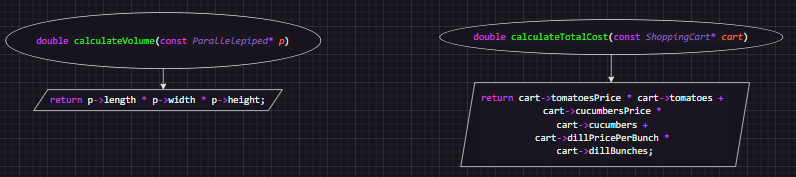 double calculateVolume(const Parallelepiped* p)
return p->length * p->width * p->height;
double calculateTotalCost(const ShoppingCart* cart)
return cart->tomatoesPrice * cart->tomatoes +
cart->cucumbersPrice *
cart->cucumbers +
cart->dillPricePerBunch *
cart->dillBunches;